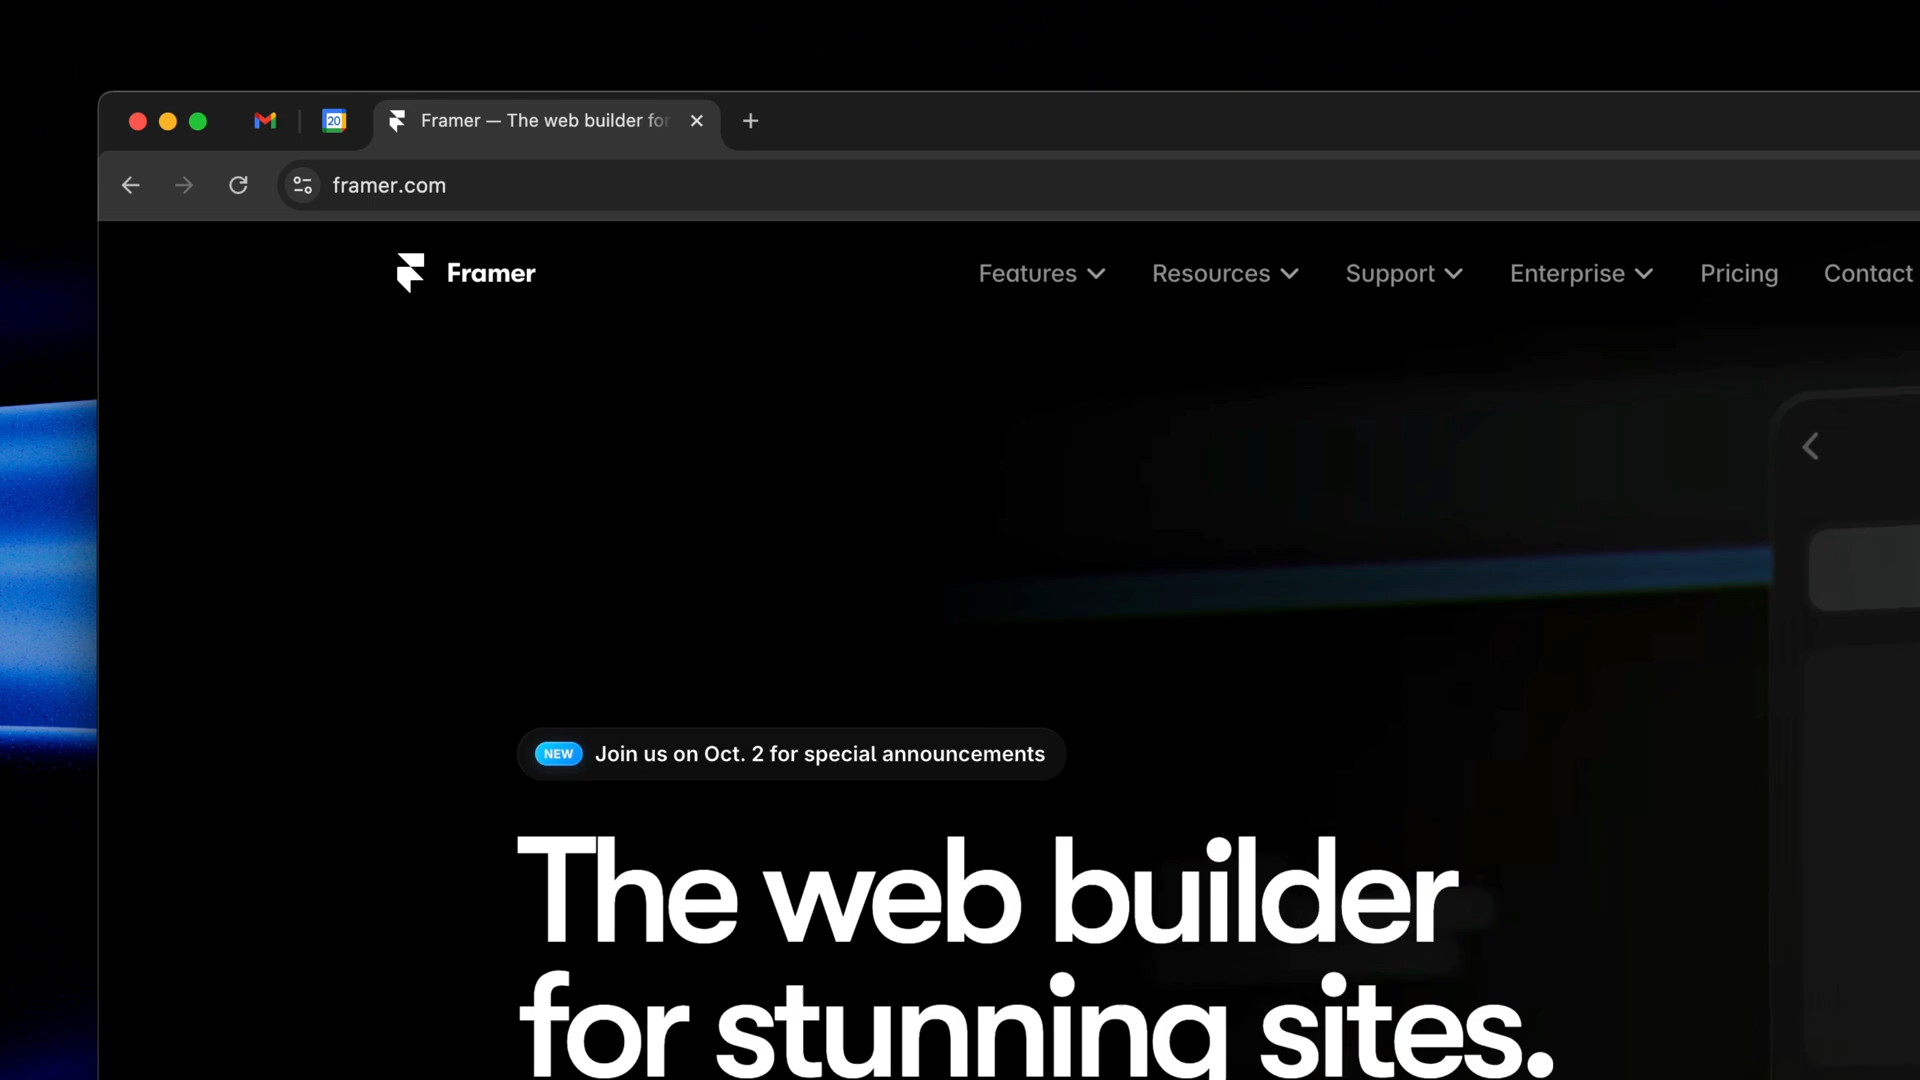 20
Framer — The web builder for
framer.com
Framer
Features
Resources
Support
Enterprise
Pricing
Contact
NEW
Join us on Oct. 2 for special announcements
The web builder
for stunning sites.